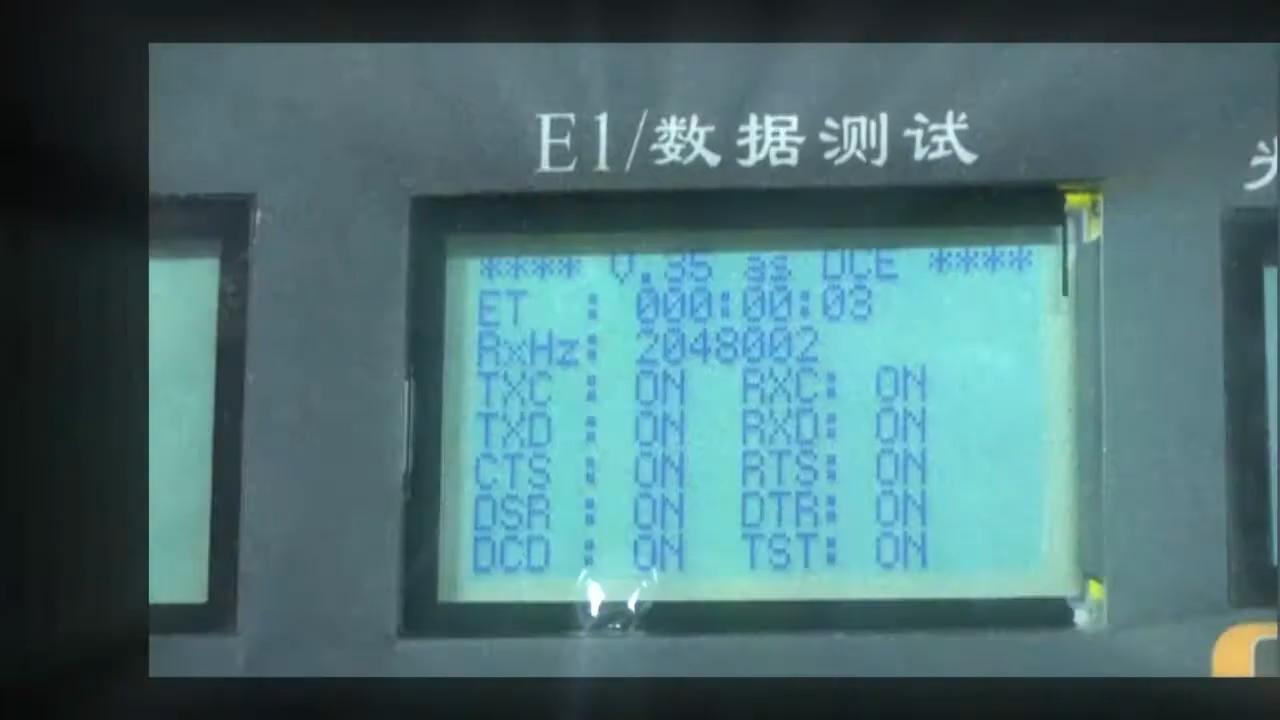 E1/数据测试
**** V.35 as DCE ****
ET : 000:00:03
RxHz: 2048002
TXC : ON RXC: ON
TXD : ON RXD: ON
CTS : ON RTS: ON
DSR : ON DTR: ON
DCD : ON TST: ON